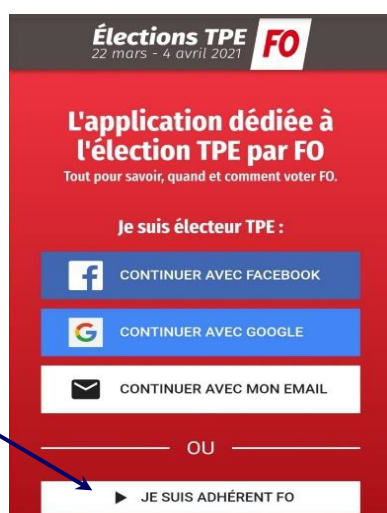 Élections TPE
22 mars - 4 avril 2021
FO
L'application dédiée à
l'élection TPE par FO
Tout pour savoir, quand et comment voter FO.
Je suis électeur TPE :
f CONTINUER AVEC FACEBOOK
G CONTINUER AVEC GOOGLE
CONTINUER AVEC MON EMAIL
OU
JE SUIS ADHÉRENT FO